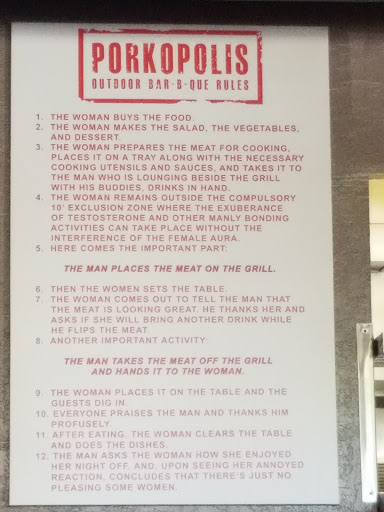 PORKOPOLIS
OUTDOOR BAR-B-QUE RULES
1. THE WOMAN BUYS THE FOOD.
2. THE WOMAN MAKES THE SALAD, THE VEGETABLES,
AND DESSERT.
3. THE WOMAN PREPARES THE MEAT FOR COOKING,
PLACES IT ON A TRAY ALONG WITH THE NECESSARY
COOKING UTENSILS AND SAUCES, AND TAKES IT TO
THE MAN WHO IS LOUNGING BESIDE THE GRILL
WITH HIS BUDDIES, DRINKS IN HAND.
4. THE WOMAN REMAINS OUTSIDE THE COMPULSORY
10' EXCLUSION ZONE WHERE THE EXUBERANCE
OF TESTOSTERONE AND OTHER MANLY BONDING
ACTIVITIES CAN TAKE PLACE WITHOUT THE
INTERFERENCE OF THE FEMALE AURA.
5. HERE COMES THE IMPORTANT PART:
THE MAN PLACES THE MEAT ON THE GRILL.
6. THEN THE WOMEN SETS THE TABLE.
7. THE WOMAN COMES OUT TO TELL THE MAN THAT
THE MEAT IS LOOKING GREAT. HE THANKS HER AND
ASKS IF SHE WILL BRING ANOTHER DRINK WHILE
HE FLIPS THE MEAT
8. ANOTHER IMPORTANT ACTIVITY:
THE MAN TAKES THE MEAT OFF THE GRILL
AND HANDS IT TO THE WOMAN.
9. THE WOMAN PLACES IT ON THE TABLE AND THE
GUESTS DIG IN.
10. EVERYONE PRAISES THE MAN AND THANKS HIM
PROFUSELY.
11. AFTER EATING, THE WOMAN CLEARS THE TABLE
AND DOES THE DISHES.
12. THE MAN ASKS THE WOMAN HOW SHE ENJOYED
HER NIGHT OFF, AND, UPON SEEING HER ANNOYED
REACTION, CONCLUDES THAT THERE'S JUST NO
PLEASING SOME WOMEN.